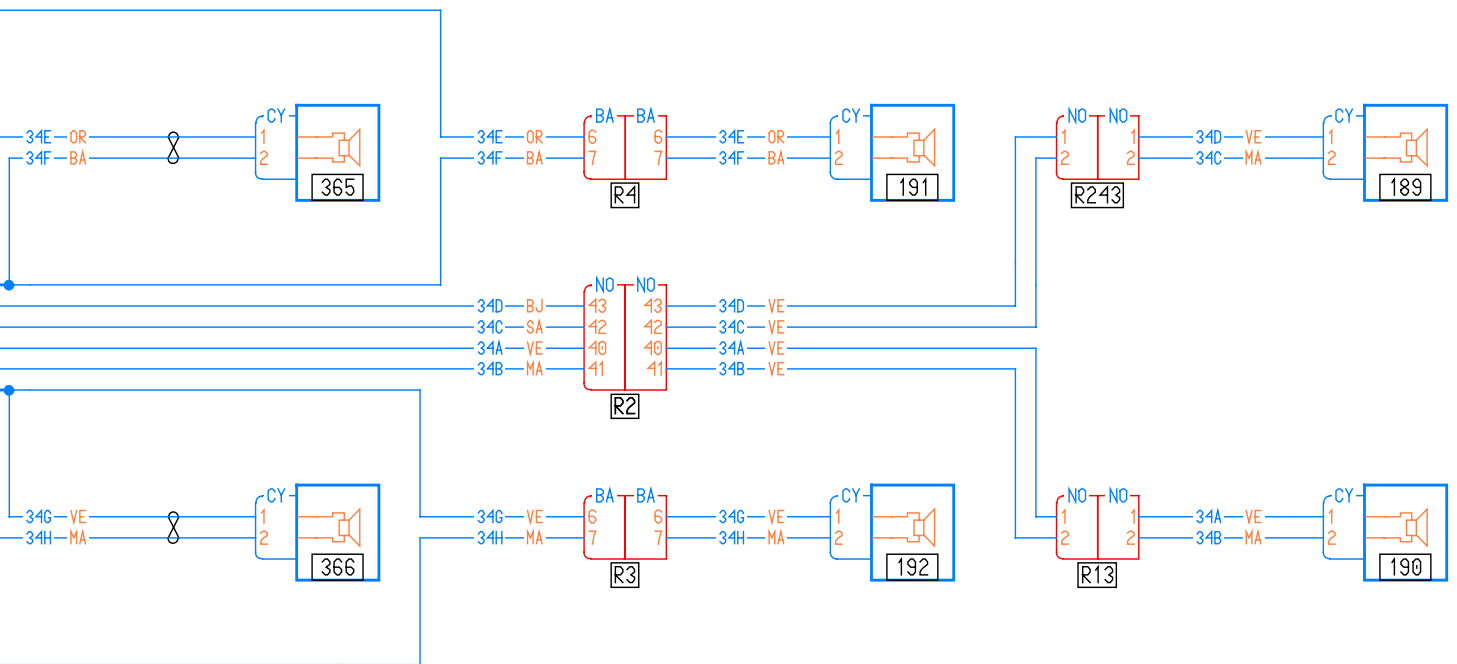 CY BA BA CY NO NO CY
34E OR 1 34E OR 6 6 34E OR 1 1 1 34D VE 1
34F BA 2 34F BA 7 7 34F BA 2 2 2 34C MA 2
365 R4 191 R243 189
NO NO
34D BJ 43 43 34D VE
34C SA 42 42 34C VE
34A VE 40 40 34A VE
34B MA 41 41 34B VE
R2
CY BA BA CY NO NO CY
34G VE 1 34G VE 6 6 34G VE 1 1 1 34A VE 1
34H MA 2 34H MA 7 7 34H MA 2 2 2 34B MA 2
366 R3 192 R13 190